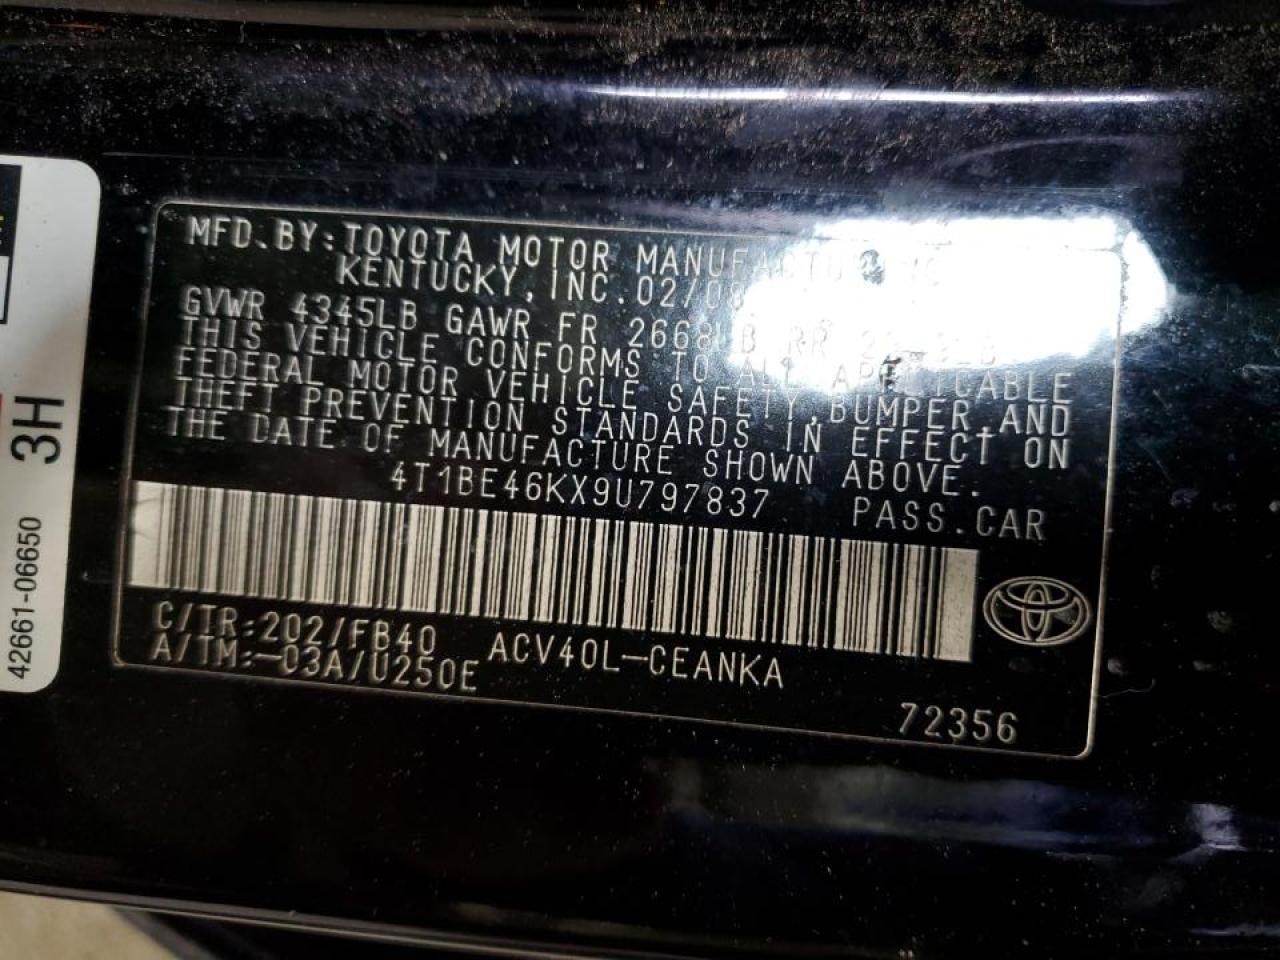 MFD. BY: TOYOTA MOTOR
KENTUCKY, INC. 02/08
GVWR 4345LB GAWR FR 2668LB RR
THIS VEHICLE CONFORMS TO ALL APPLICABLE
FEDERAL MOTOR VEHICLE SAFETY, BUMPER, AND
THEFT PREVENTION STANDARDS IN EFFECT ON
THE DATE OF MANUFACTURE SHOWN ABOVE.
4T1BE46KX9U797837 PASS. CAR
C/TR:202/FB40 ACV40L-CEANKA
A/TM:-03A/U250E
72356
3H
42661-06650